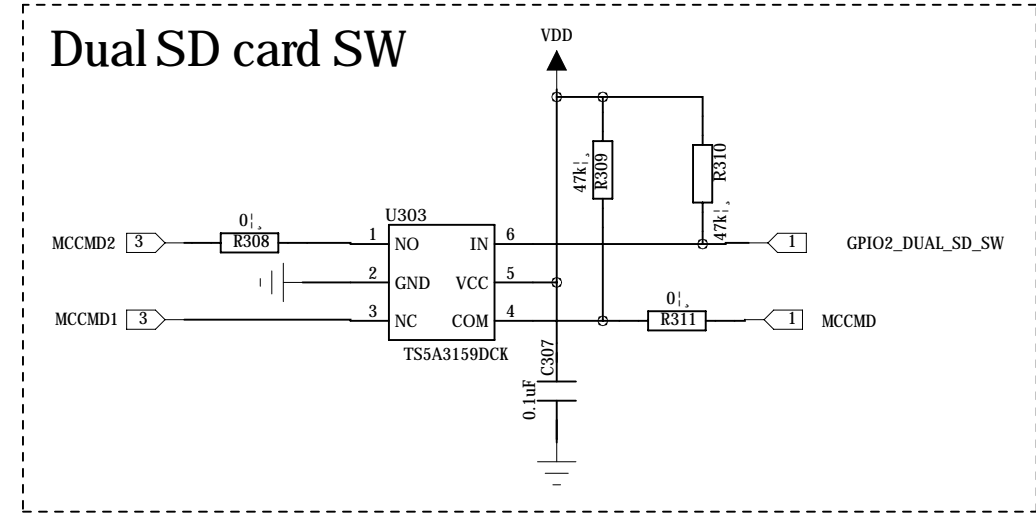 Dual SD card SW
VDD
47k¦¸
R309
R310
47k¦¸
U303
0¦¸
MCCMD2
3
R308
1
NO
IN
6
1
GPIO2_DUAL_SD_SW
2
GND
VCC
5
0¦¸
MCCMD1
3
3
NC
COM
4
R311
1
MCCMD
TS5A3159DCK
C307
0.1uF